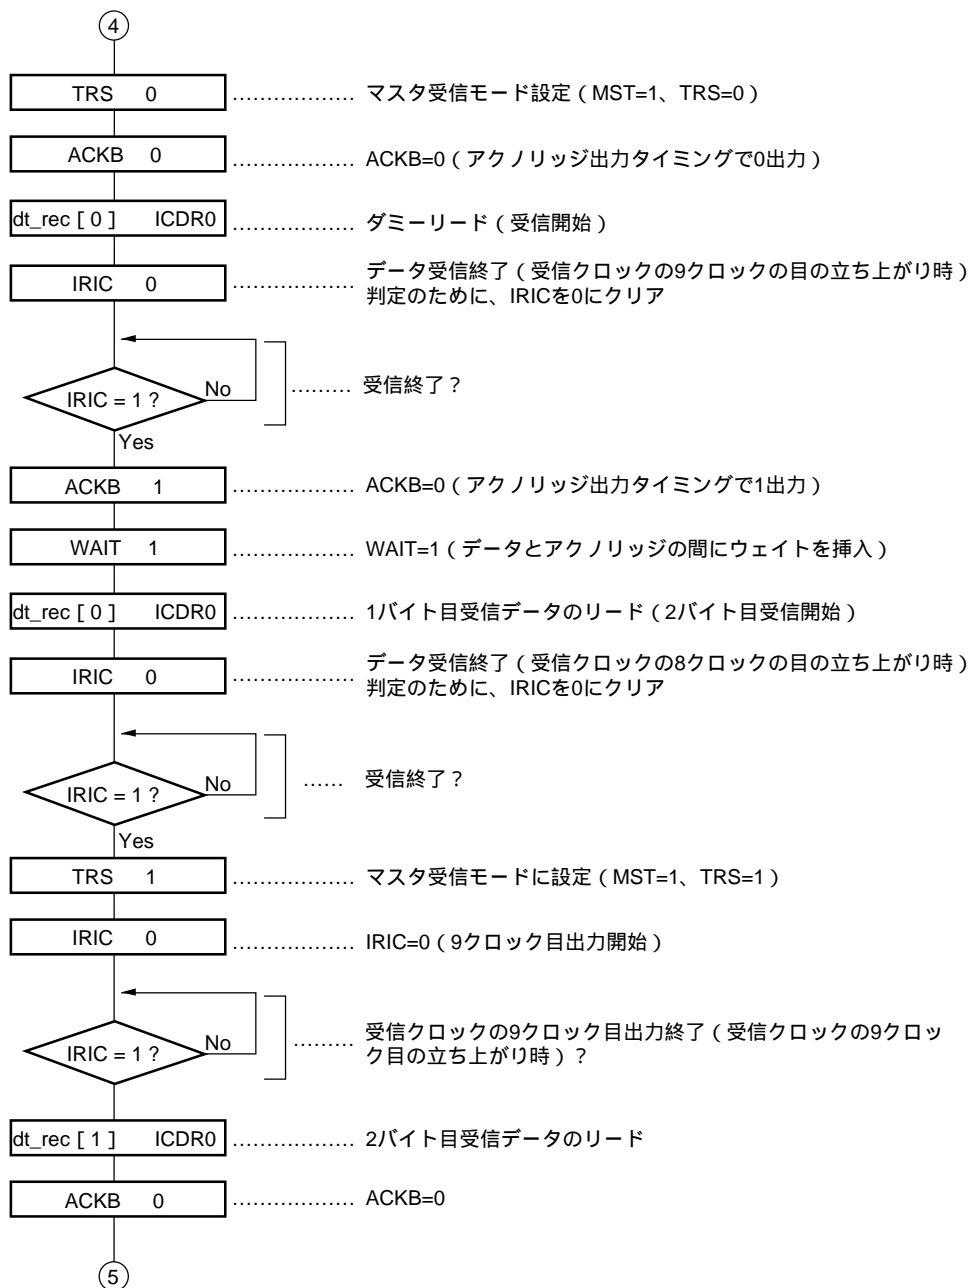 4
TRS 0 .................. マスタ受信モード設定（MST=1、TRS=0）
ACKB 0 .................. ACKB=0（アクノリッジ出力タイミングで0出力）
dt_rec [ 0 ] ICDR0 .................. ダミーリード（受信開始）
IRIC 0 .................. データ受信終了（受信クロックの9クロックの目の立ち上がり時）
判定のために、IRICを0にクリア
IRIC = 1 ? No ......... 受信終了？
Yes
ACKB 1 .................. ACKB=0（アクノリッジ出力タイミングで1出力）
WAIT 1 .................. WAIT=1（データとアクノリッジの間にウェイトを挿入）
dt_rec [ 0 ] ICDR0 .................. 1バイト目受信データのリード（2バイト目受信開始）
IRIC 0 .................. データ受信終了（受信クロックの8クロックの目の立ち上がり時）
判定のために、IRICを0にクリア
IRIC = 1 ? No ...... 受信終了？
Yes
TRS 1 .................. マスタ受信モードに設定（MST=1、TRS=1）
IRIC 0 .................. IRIC=0（9クロック目出力開始）
IRIC = 1 ? No ......... 受信クロックの9クロック目出力終了（受信クロックの9クロッ
ク目の立ち上がり時）？
dt_rec [ 1 ] ICDR0 .................. 2バイト目受信データのリード
ACKB 0 .................. ACKB=0
5